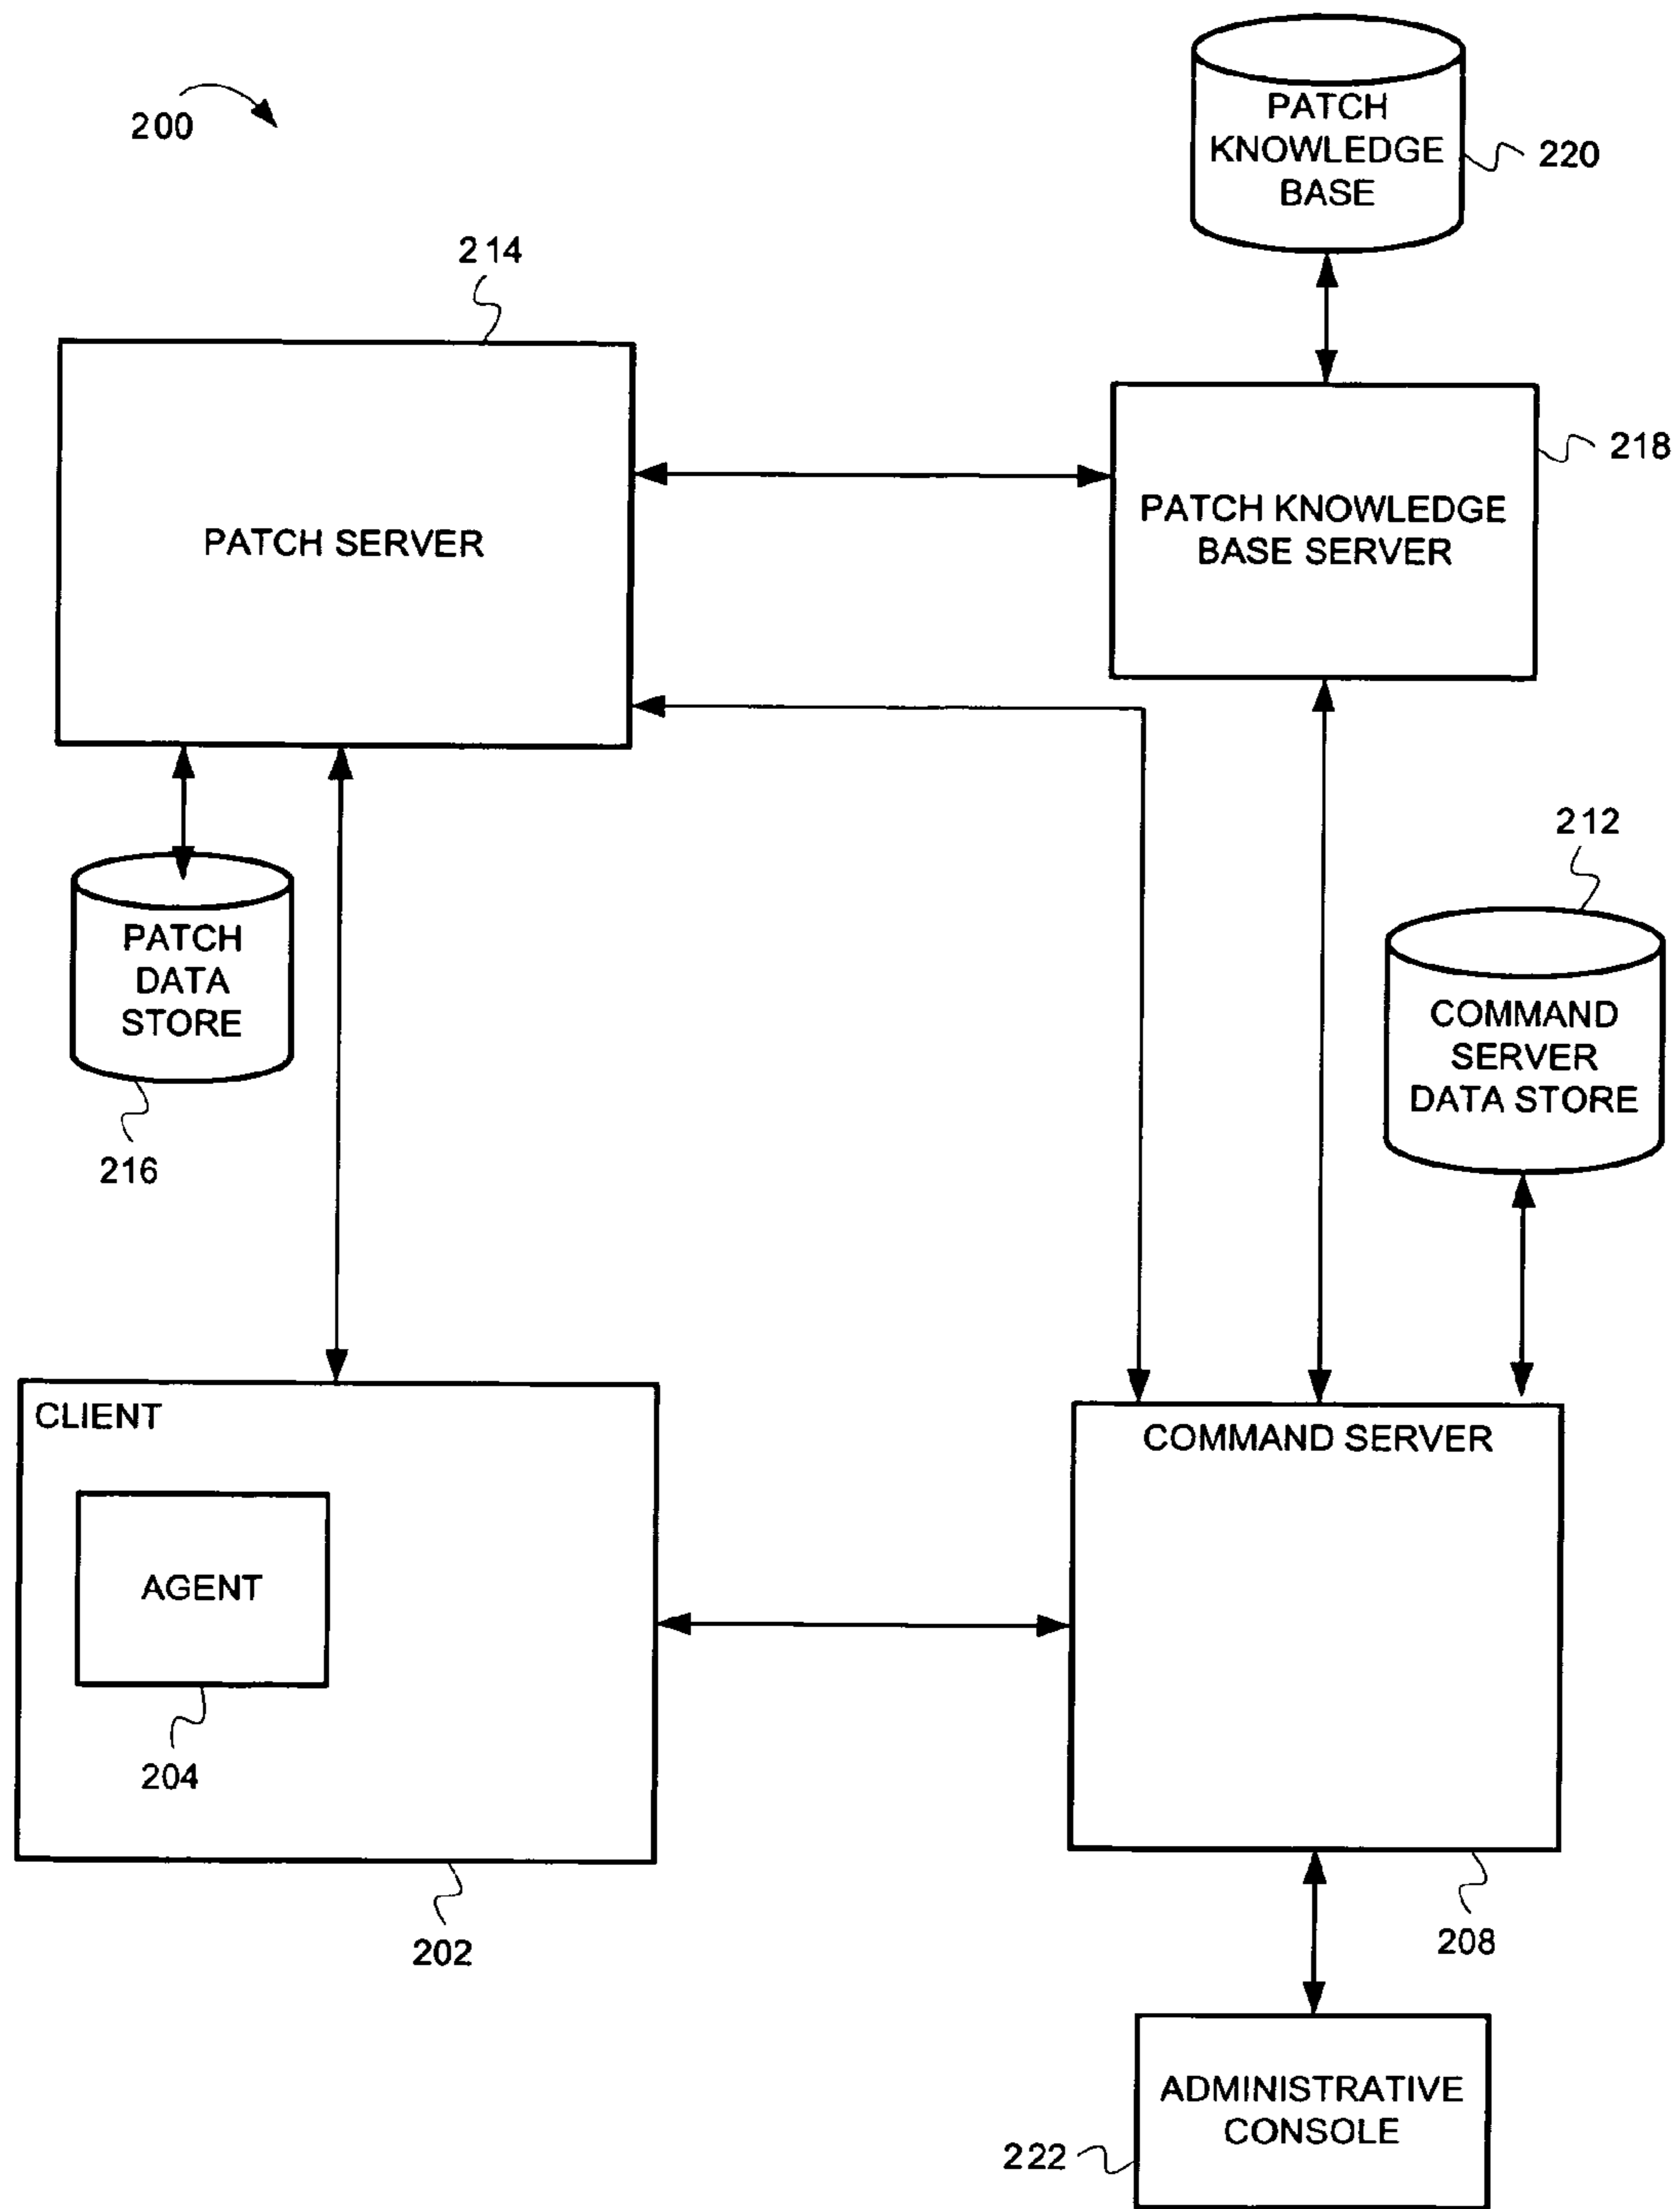 200
PATCH
KNOWLEDGE
BASE
220
214
PATCH SERVER
PATCH KNOWLEDGE
BASE SERVER
218
PATCH
DATA
STORE
216
212
COMMAND
SERVER
DATA STORE
CLIENT
AGENT
204
202
COMMAND SERVER
208
ADMINISTRATIVE
CONSOLE
222